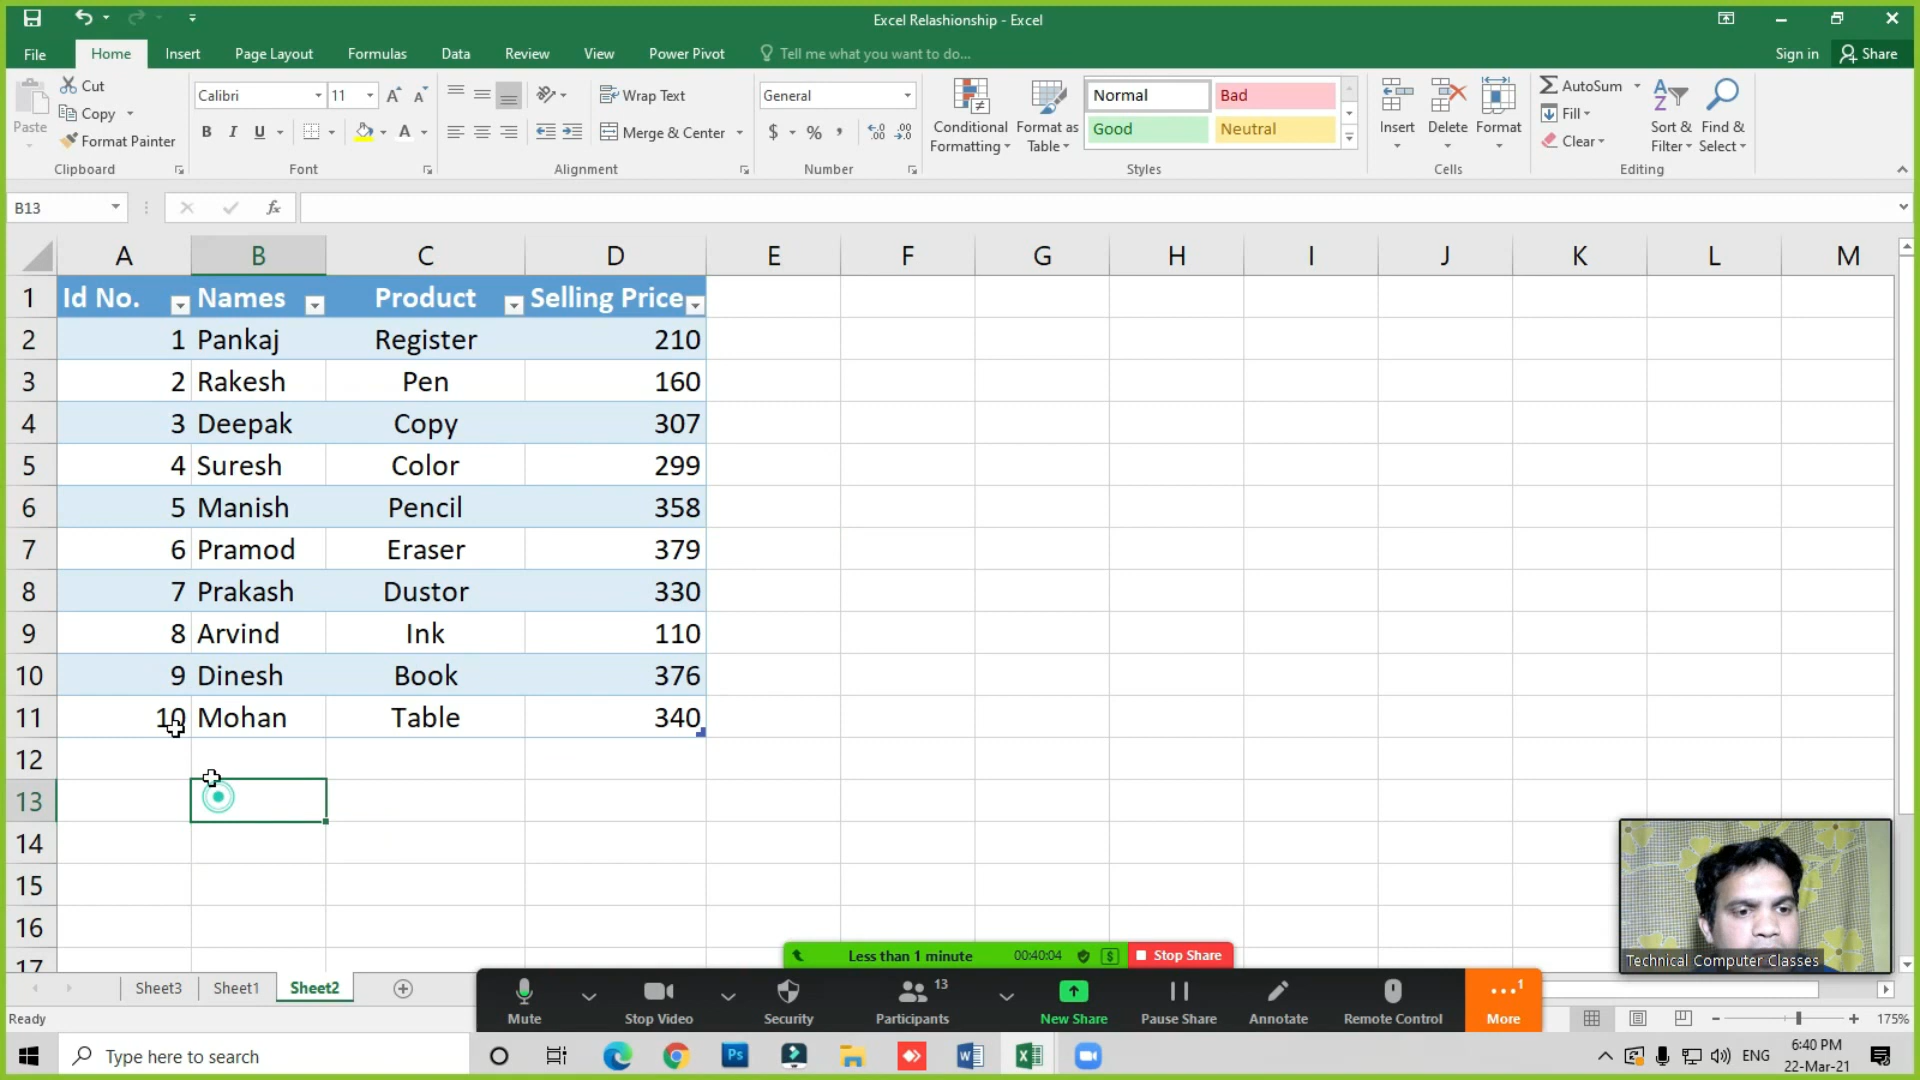 Excel Relashionship - Excel
File Home Insert Page Layout Formulas Data Review View Power Pivot Tell me what you want to do... Sign in Share
Paste
Cut
Copy
Format Painter
Clipboard
Calibri 11
B I U
Font
Wrap Text
Merge & Center
Alignment
General
$ % ,
Number
Conditional Formatting
Format as Table
Normal Bad
Good Neutral
Styles
Insert Delete Format
Cells
AutoSum
Fill
Clear
Sort & Filter
Find & Select
Editing
B13 fx
A B C D E F G H I J K L M
1 Id No. Names Product Selling Price
2 1 Pankaj Register 210
3 2 Rakesh Pen 160
4 3 Deepak Copy 307
5 4 Suresh Color 299
6 5 Manish Pencil 358
7 6 Pramod Eraser 379
8 7 Prakash Dustor 330
9 8 Arvind Ink 110
10 9 Dinesh Book 376
11 10 Mohan Table 340
12
13
14
15
16
17
Technical Computer Classes
Less than 1 minute 00:40:04 Stop Share
Sheet3 Sheet1 Sheet2
Mute Stop Video Security Participants 13 New Share Pause Share Annotate Remote Control More 1
Ready 175%
Type here to search
Ps
ENG
6:40 PM
22-Mar-21